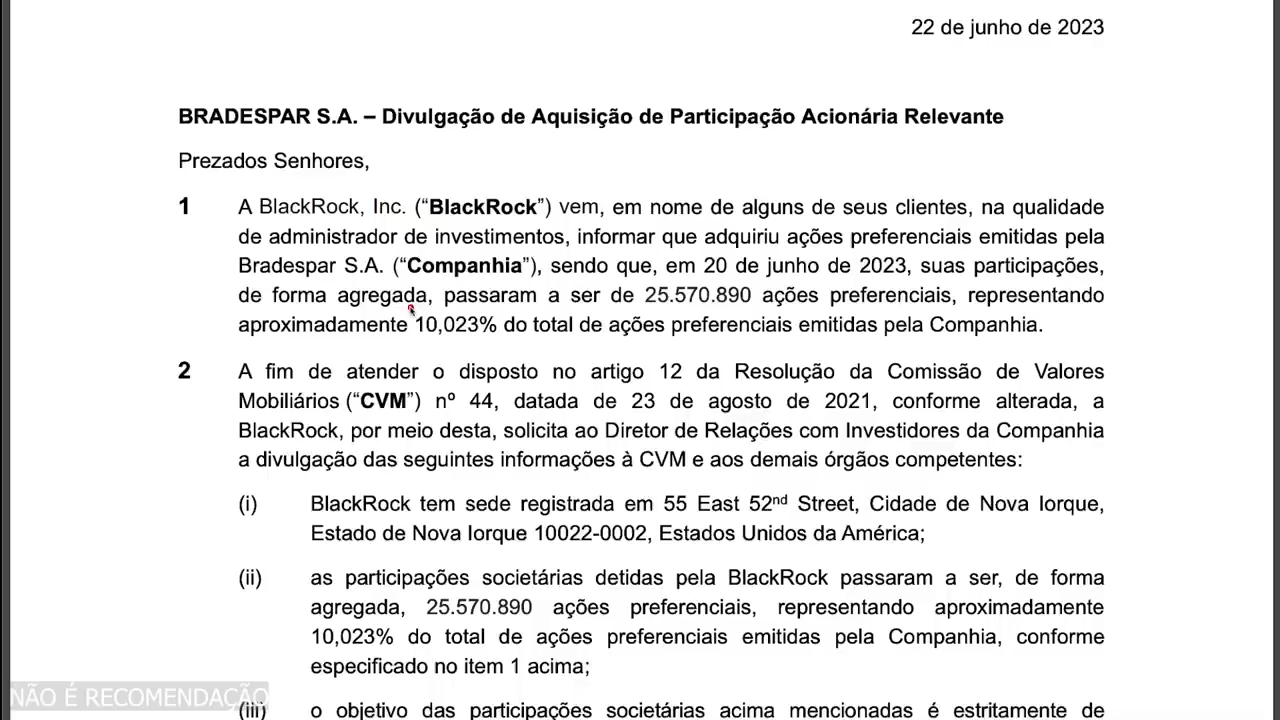 22 de junho de 2023
BRADESPAR S.A. – Divulgação de Aquisição de Participação Acionária Relevante
Prezados Senhores,
1 A BlackRock, Inc. (“BlackRock”) vem, em nome de alguns de seus clientes, na qualidade
de administrador de investimentos, informar que adquiriu ações preferenciais emitidas pela
Bradespar S.A. (“Companhia”), sendo que, em 20 de junho de 2023, suas participações,
de forma agregada, passaram a ser de 25.570.890 ações preferenciais, representando
aproximadamente 10,023% do total de ações preferenciais emitidas pela Companhia.
2 A fim de atender o disposto no artigo 12 da Resolução da Comissão de Valores
Mobiliários (“CVM”) nº 44, datada de 23 de agosto de 2021, conforme alterada, a
BlackRock, por meio desta, solicita ao Diretor de Relações com Investidores da Companhia
a divulgação das seguintes informações à CVM e aos demais órgãos competentes:
(i) BlackRock tem sede registrada em 55 East 52nd Street, Cidade de Nova Iorque,
Estado de Nova Iorque 10022-0002, Estados Unidos da América;
(ii) as participações societárias detidas pela BlackRock passaram a ser, de forma
agregada, 25.570.890 ações preferenciais, representando aproximadamente
10,023% do total de ações preferenciais emitidas pela Companhia, conforme
especificado no item 1 acima;
NÃO É RECOMENDAÇÃO
(iii) o objetivo das participações societárias acima mencionadas é estritamente de